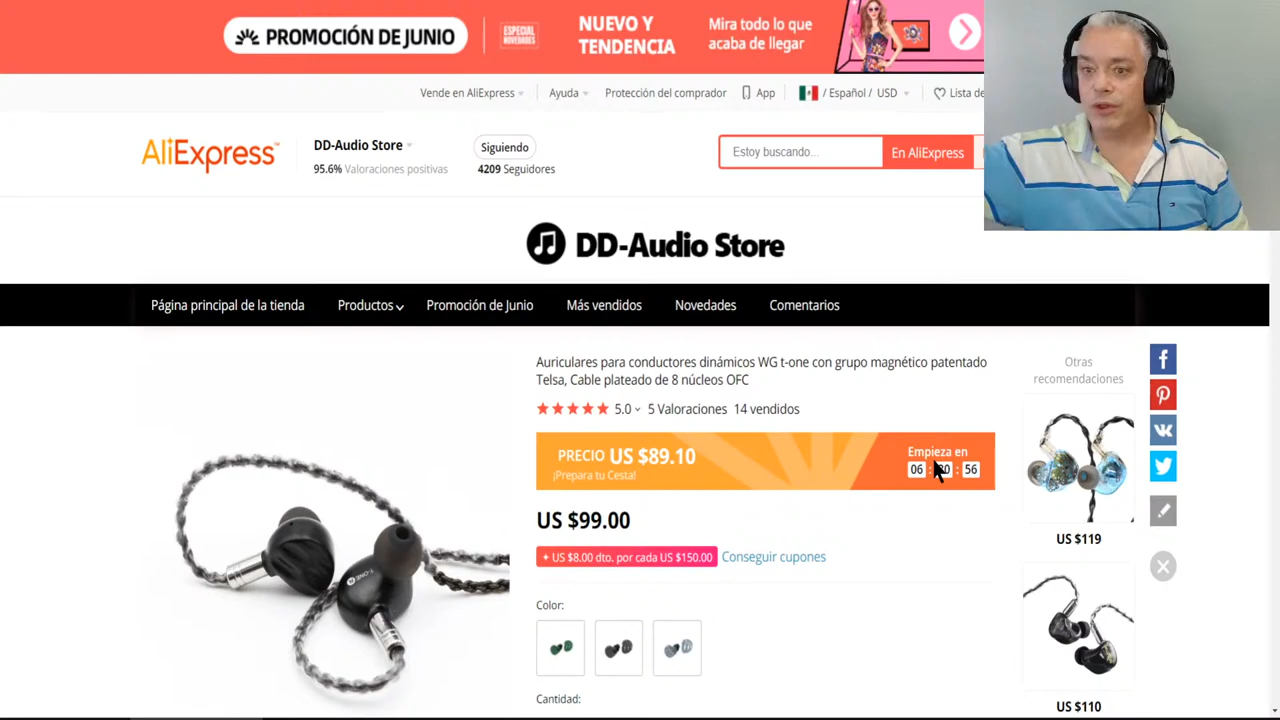 PROMOCIÓN DE JUNIO
ESPECIAL
NOVEDADES
NUEVO Y
TENDENCIA
Mira todo lo que
acaba de llegar
Vende en AliExpress
Ayuda
Protección del comprador
App
/ Español / USD
Lista de
AliExpress
DD-Audio Store
95.6% Valoraciones positivas
Siguiendo
4209 Seguidores
Estoy buscando...
En AliExpress
DD-Audio Store
Página principal de la tienda
Productos
Promoción de Junio
Más vendidos
Novedades
Comentarios
Auriculares para conductores dinámicos WG t-one con grupo magnético patentado
Telsa, Cable plateado de 8 núcleos OFC
5.0
5 Valoraciones
14 vendidos
PRECIO US $89.10
¡Prepara tu Cesta!
Empieza en
06 : : 56
US $99.00
+ US $8.00 dto. por cada US $150.00
Conseguir cupones
Color:
Cantidad:
T-ONE
Otras
recomendaciones
US $119
US $110